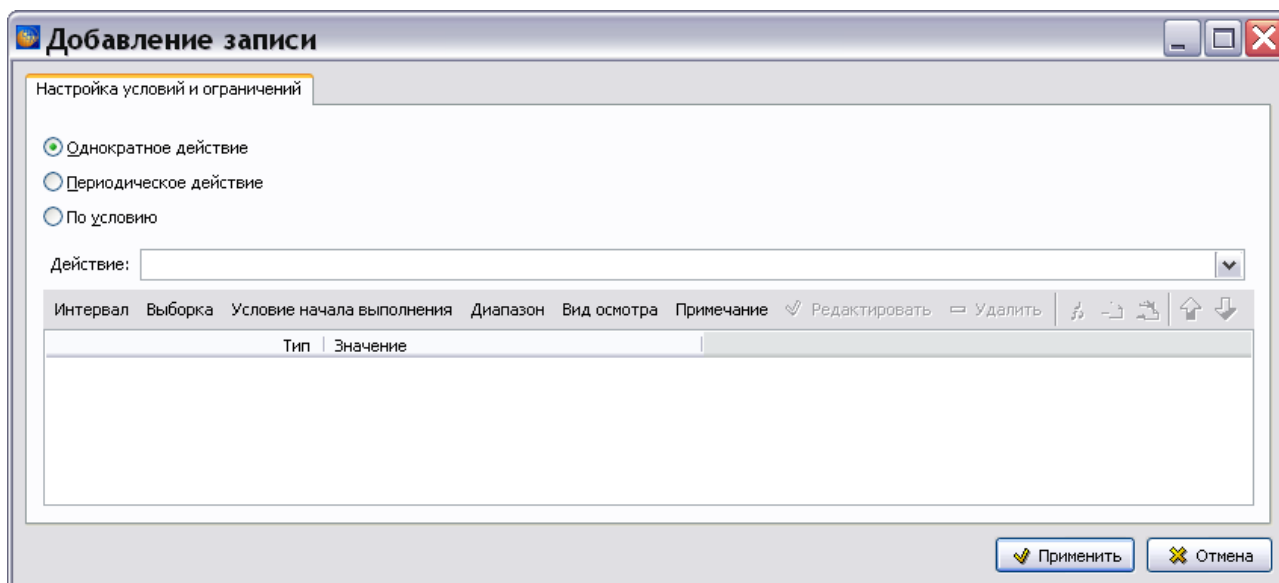 Добавление записи
Настройка условий и ограничений
Однократное действие
Периодическое действие
По условию
Действие:
Интервал Выборка Условие начала выполнения Диапазон Вид осмотра Примечание Редактировать Удалить
Тип Значение
Применить Отмена